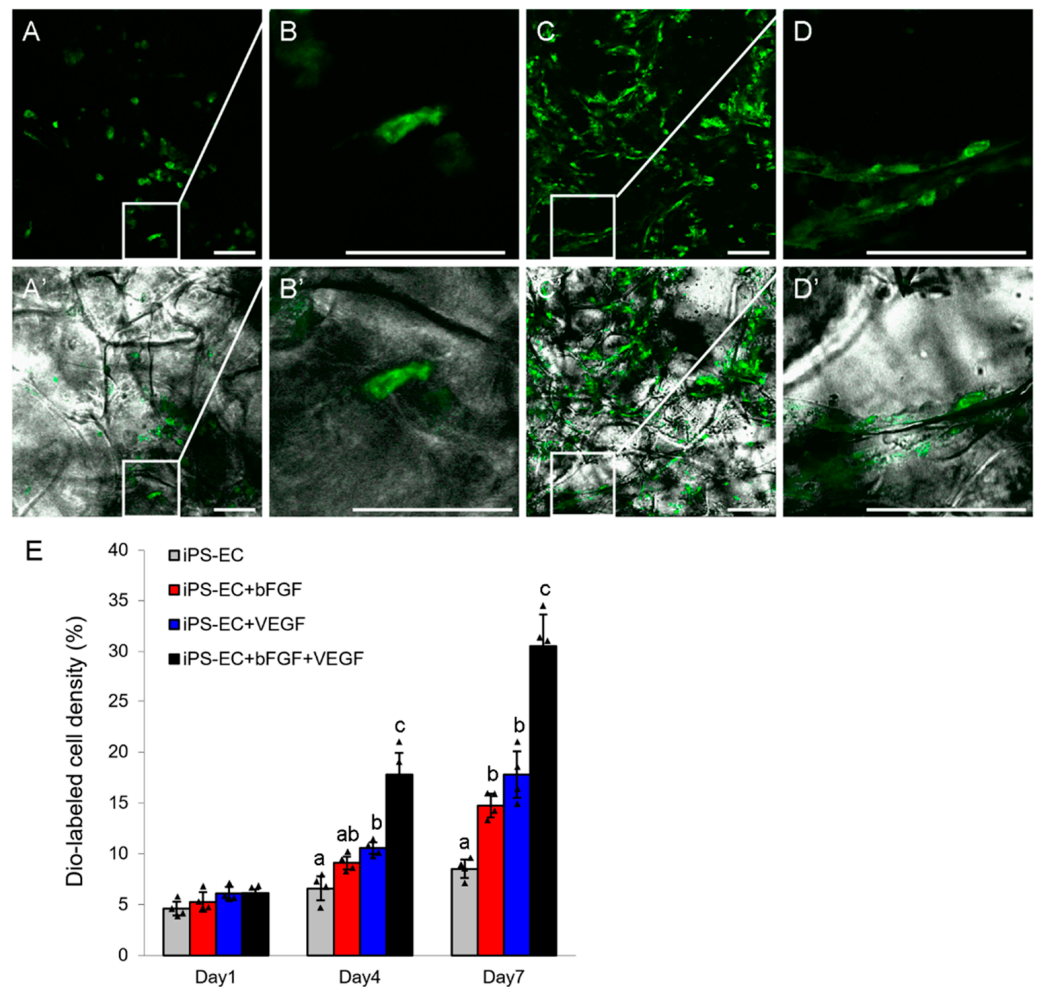 A
B
C
D
A'
B'
C'
D'
E
40
35
30
25
20
15
10
5
0
Dio-labeled cell density (%)
iPS-EC
iPS-EC+bFGF
iPS-EC+VEGF
iPS-EC+bFGF+VEGF
a
ab
b
c
a
b
b
c
Day1
Day4
Day7